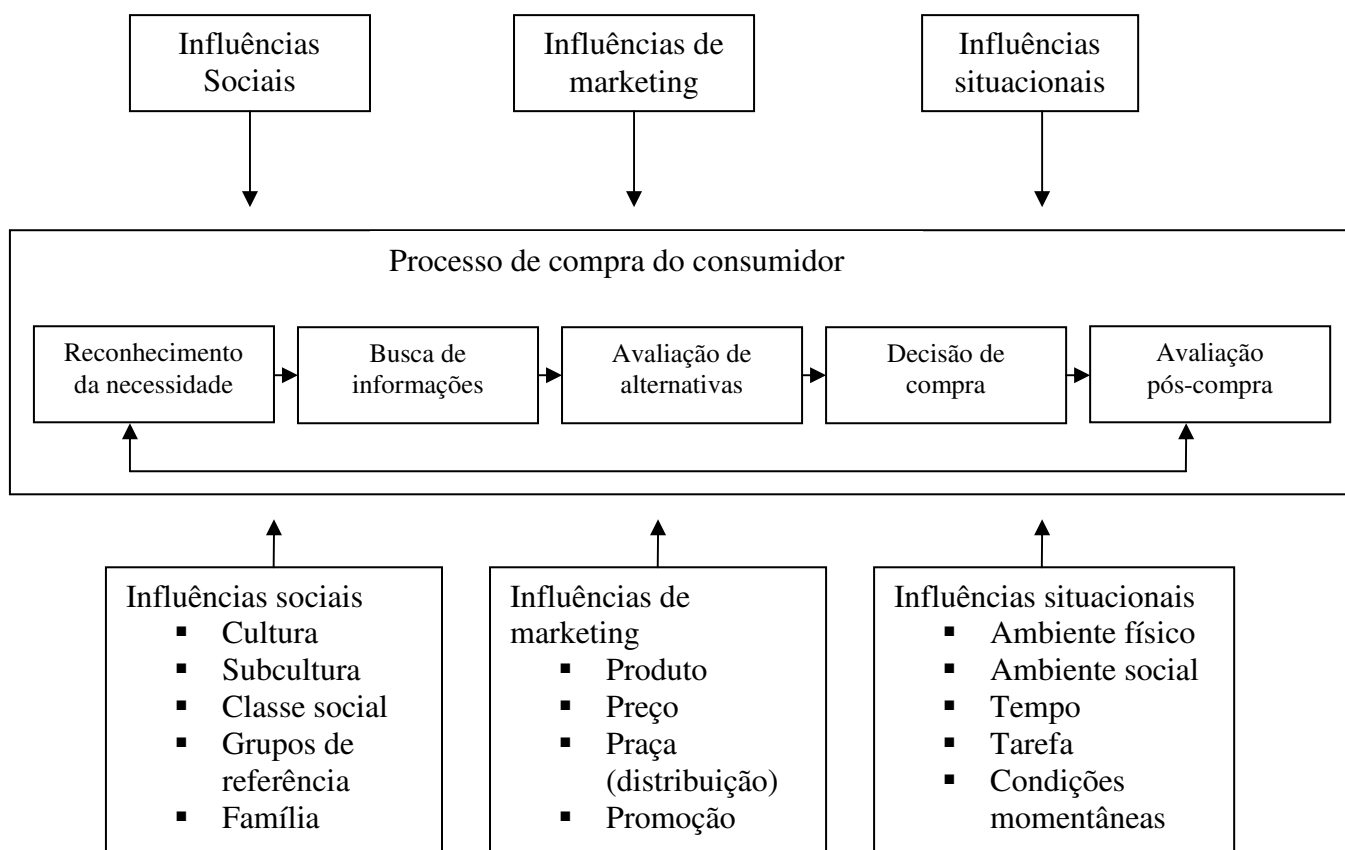 Influências
Sociais
Influências de
marketing
Influências
situacionais
Processo de compra do consumidor
Reconhecimento
da necessidade
Busca de
informações
Avaliação de
alternativas
Decisão de
compra
Avaliação
pós-compra
Influências sociais
▪ Cultura
▪ Subcultura
▪ Classe social
▪ Grupos de
referência
▪ Família
Influências de
marketing
▪ Produto
▪ Preço
▪ Praça
(distribuição)
▪ Promoção
Influências situacionais
▪ Ambiente físico
▪ Ambiente social
▪ Tempo
▪ Tarefa
▪ Condições
momentâneas